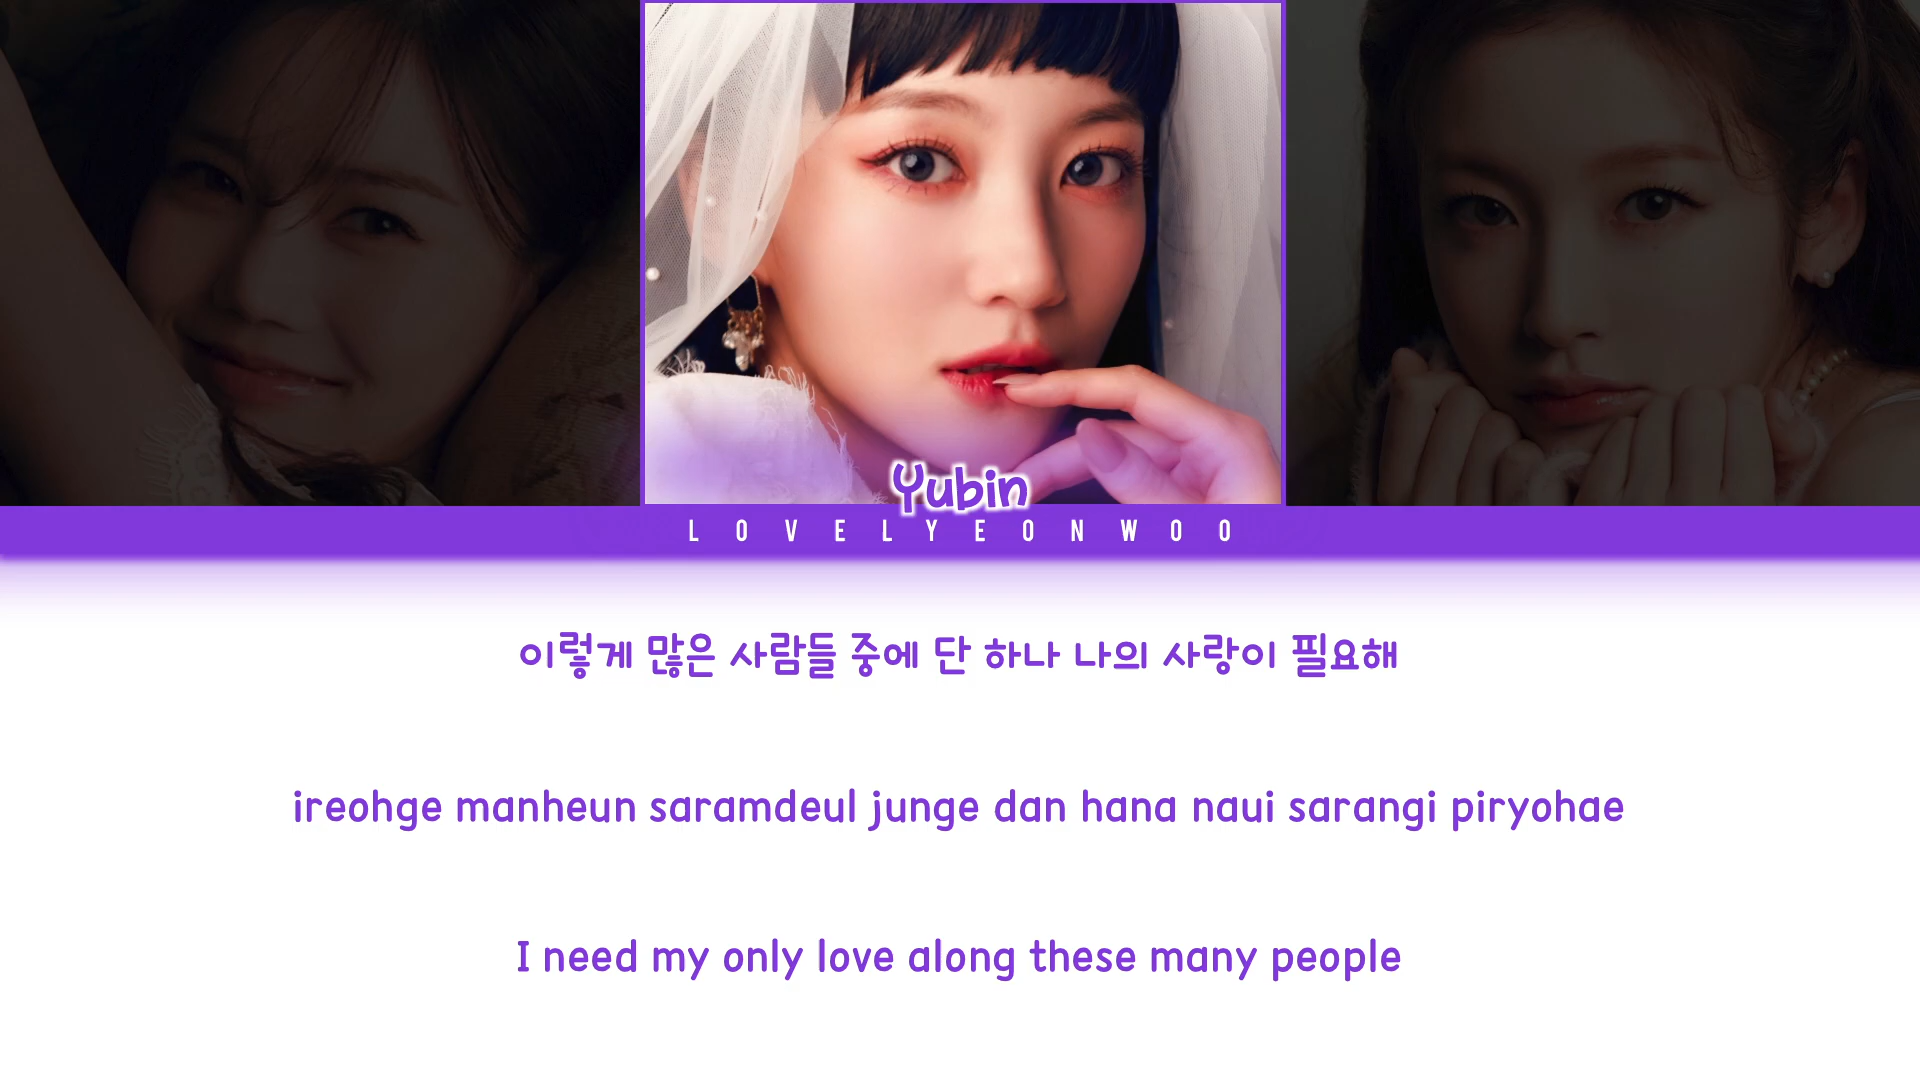 Yubin
LOVELYEONWOO
이렇게 많은 사람들 중에 단 하나 나의 사랑이 필요해
ireohge manheun saramdeul junge dan hana naui sarangi piryohae
I need my only love along these many people